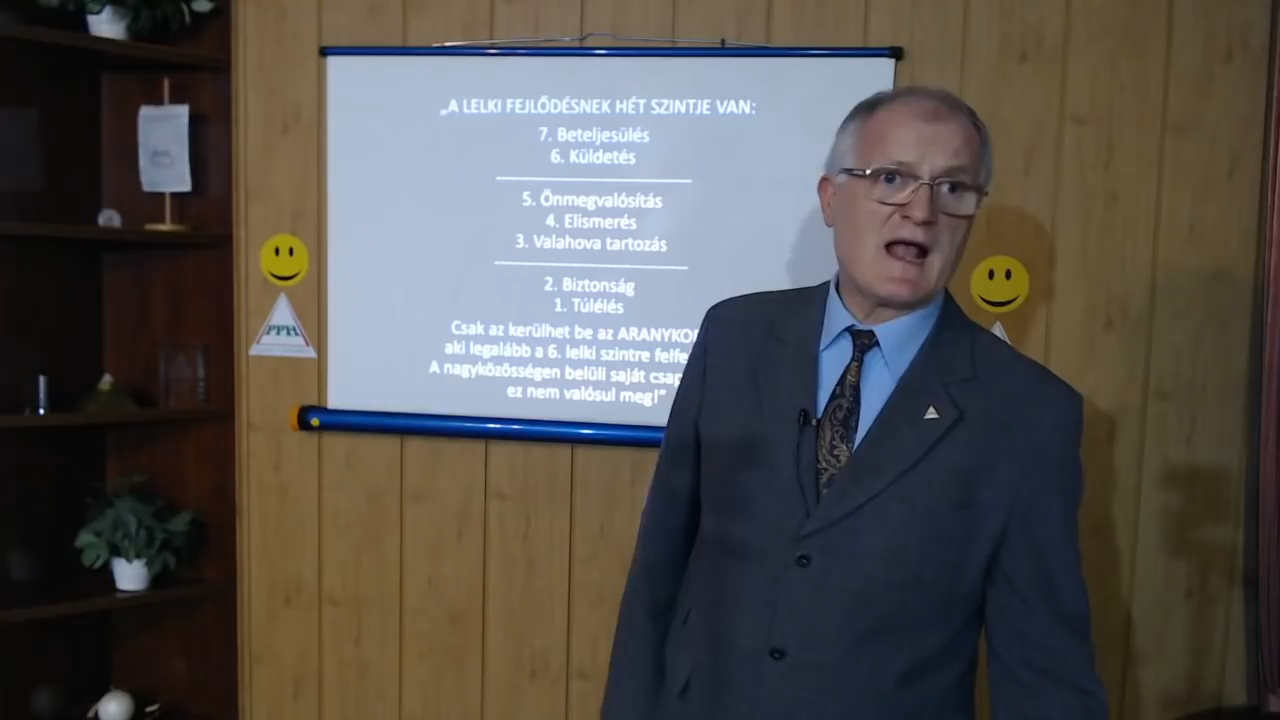 „A LELKI FEJLŐDÉSNEK HÉT SZINTJE VAN:
7. Beteljesülés
6. Küldetés
5. Önmegvalósítás
4. Elismerés
3. Valahova tartozás
2. Biztonság
1. Túlélés
Csak az kerülhet be az ARANYKO
aki legalább a 6. lelki szintre
A nagyközösségen belüli saját
ez nem valósul meg!”
PPH